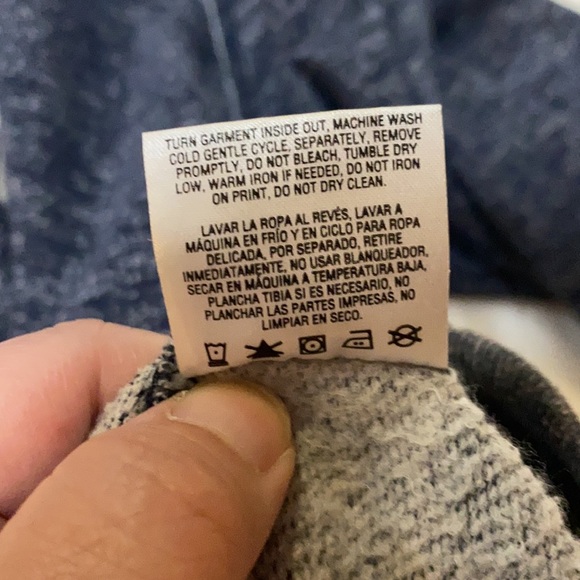 TURN GARMENT INSIDE OUT, MACHINE WASH
COLD GENTLE CYCLE, SEPARATELY, REMOVE
PROMPTLY, DO NOT BLEACH, TUMBLE DRY
LOW, WARM IRON IF NEEDED, DO NOT IRON
ON PRINT, DO NOT DRY CLEAN.
LAVAR LA ROPA AL REVÉS, LAVAR A
MÁQUINA EN FRÍO Y EN CICLO PARA ROPA
DELICADA, POR SEPARADO, RETIRE
INMEDIATAMENTE, NO USAR BLANQUEADOR,
SECAR EN MÁQUINA A TEMPERATURA BAJA,
PLANCHA TIBIA SI ES NECESARIO, NO
PLANCHAR LAS PARTES IMPRESAS, NO
LIMPIAR EN SECO.